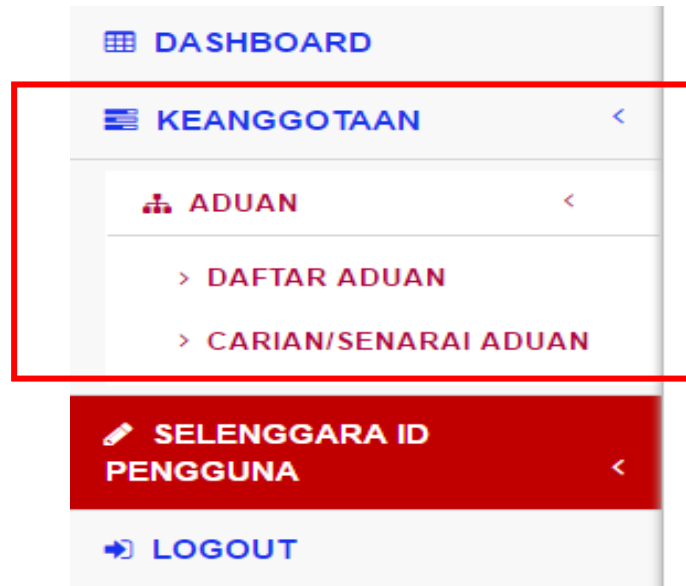 DASHBOARD
KEANGGOTAAN
ADUAN
> DAFTAR ADUAN
> CARIAN/SENARAI ADUAN
SELENGGARA ID
PENGGUNA
LOGOUT